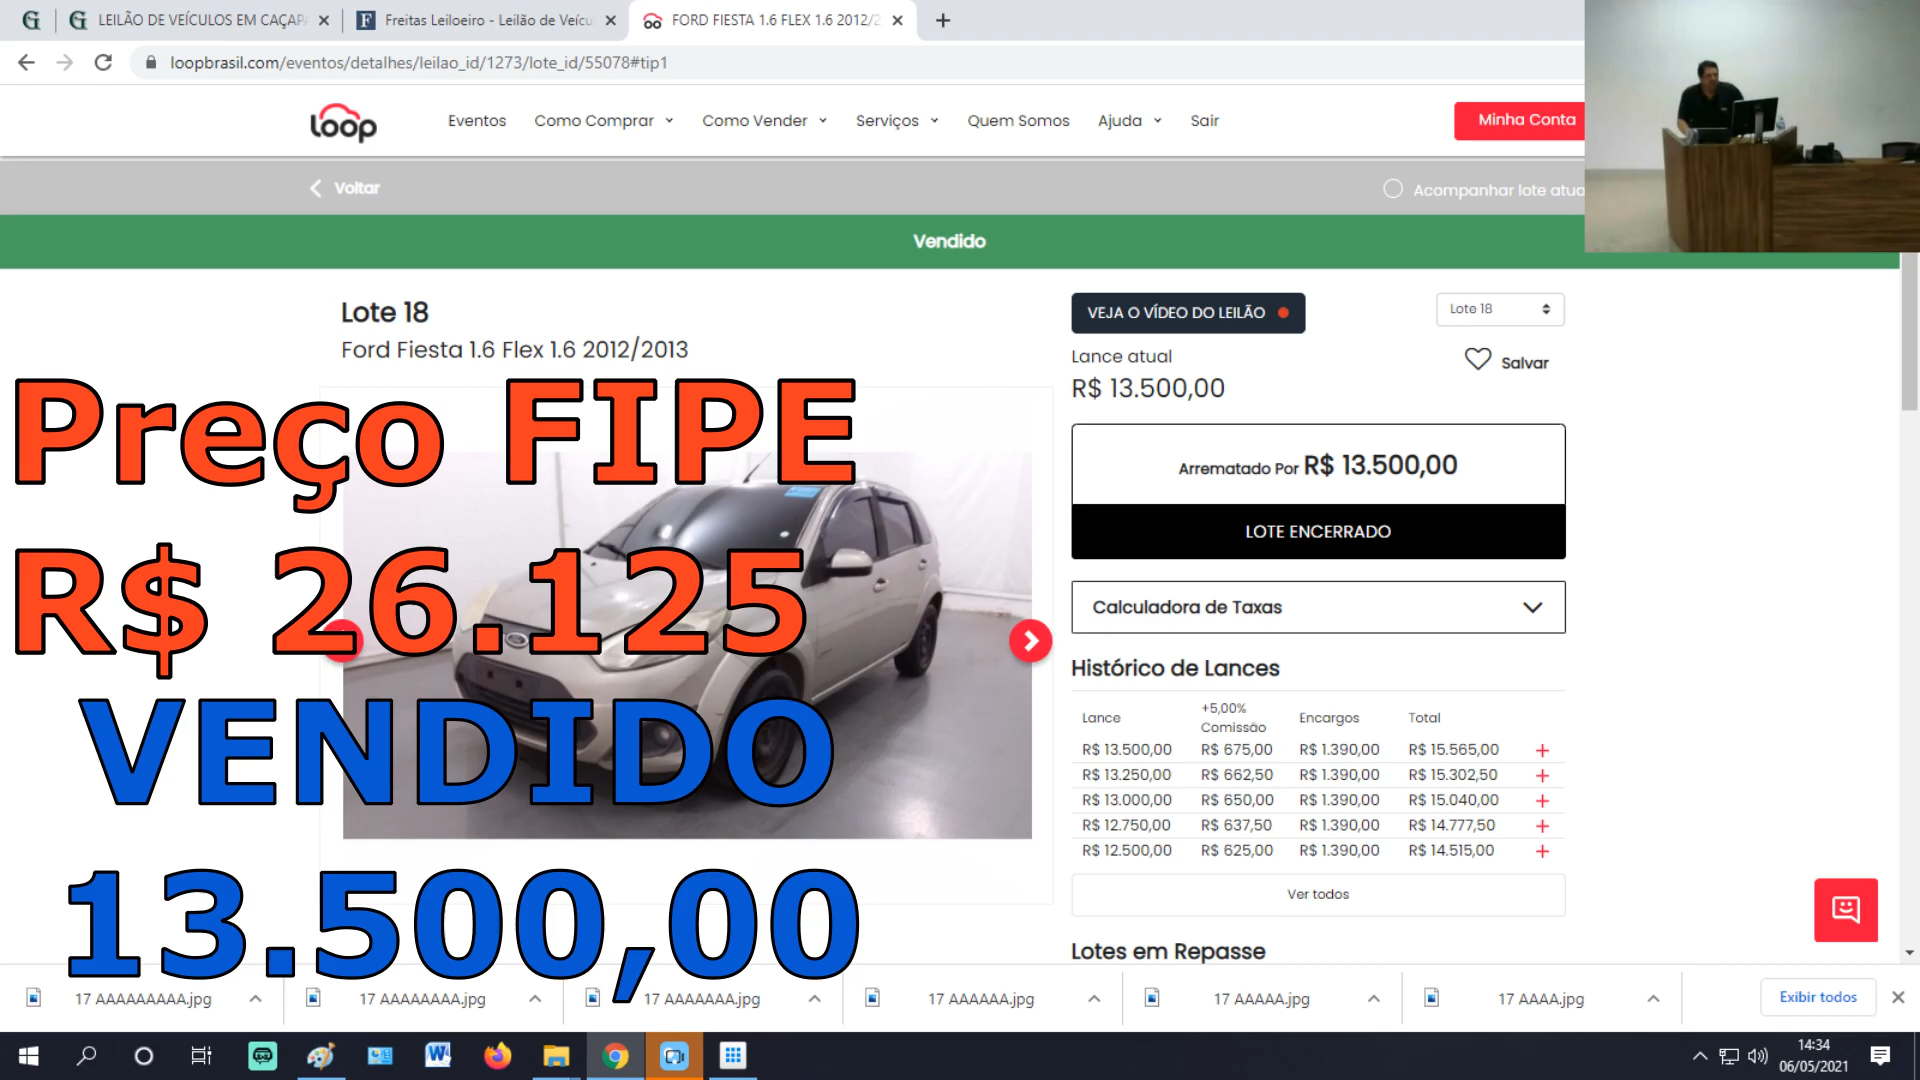 LEILÃO DE VEÍCULOS EM CAÇAPA
Freitas Leiloeiro - Leilão de Veícu
FORD FIESTA 1.6 FLEX 1.6 2012/2
loopbrasil.com/eventos/detalhes/leilao_id/1273/lote_id/55078#tip1
loop
Eventos
Como Comprar
Como Vender
Serviços
Quem Somos
Ajuda
Sair
Minha Conta
Voltar
Acompanhar lote atua
Vendido
Lote 18
Ford Fiesta 1.6 Flex 1.6 2012/2013
Preço FIPE
R$ 26.125
VENDIDO
13.500,00
VEJA O VÍDEO DO LEILÃO
Lote 18
Lance atual
R$ 13.500,00
Salvar
Arrematado Por R$ 13.500,00
LOTE ENCERRADO
Calculadora de Taxas
Histórico de Lances
Lance +5,00% Comissão Encargos Total
R$ 13.500,00 R$ 675,00 R$ 1.390,00 R$ 15.565,00 +
R$ 13.250,00 R$ 662,50 R$ 1.390,00 R$ 15.302,50 +
R$ 13.000,00 R$ 650,00 R$ 1.390,00 R$ 15.040,00 +
R$ 12.750,00 R$ 637,50 R$ 1.390,00 R$ 14.777,50 +
R$ 12.500,00 R$ 625,00 R$ 1.390,00 R$ 14.515,00 +
Ver todos
Lotes em Repasse
17 AAAAAAAAA.jpg
17 AAAAAAAA.jpg
17 AAAAAAA.jpg
17 AAAAAA.jpg
17 AAAAA.jpg
17 AAAA.jpg
Exibir todos
14:34
06/05/2021